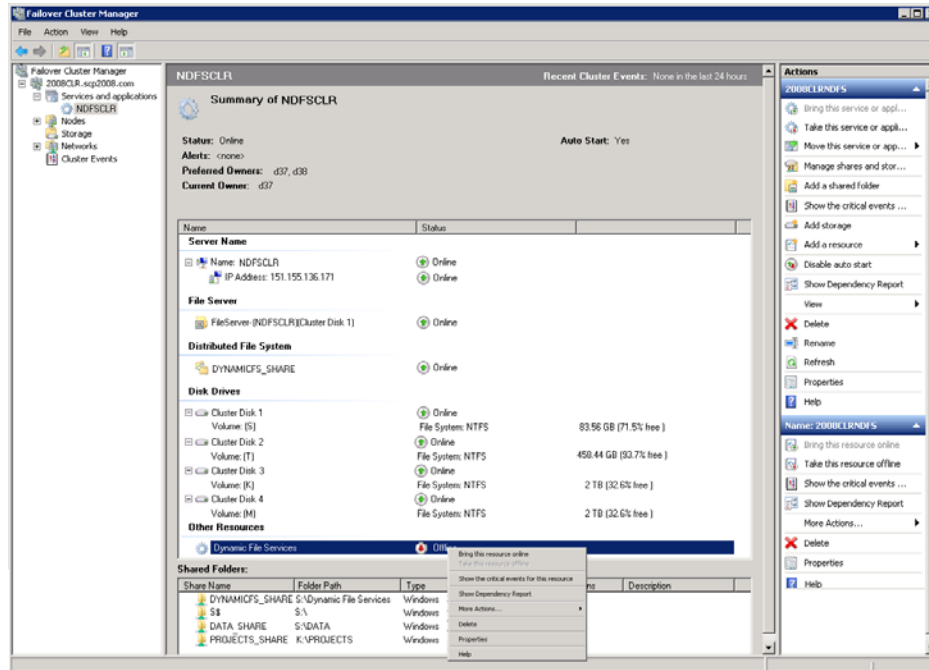 Failover Cluster Manager
File Action View Help
Failover Cluster Manager
2008CLR.scp2008.com
Services and applications
NDFSCLR
Nodes
Storage
Networks
Cluster Events
NDFSCLR Recent Cluster Events: None in the last 24 hours
Summary of NDFSCLR
Status: Online Auto Start: Yes
Alerts: <none>
Preferred Owners: d37, d38
Current Owner: d37
Name Status
Server Name
Name: NDFSCLR Online
IP Address: 151.155.136.171 Online
File Server
FileServer-(NDFSCLR)(Cluster Disk 1) Online
Distributed File System
DYNAMICFS_SHARE Online
Disk Drives
Cluster Disk 1 Online
Volume: (S) File System: NTFS 83.56 GB (71.5% free )
Cluster Disk 2 Online
Volume: (T) File System: NTFS 458.44 GB (93.7% free )
Cluster Disk 3 Online
Volume: (K) File System: NTFS 2 TB (32.6% free )
Cluster Disk 4 Online
Volume: (M) File System: NTFS 2 TB (32.6% free )
Other Resources
Dynamic File Services
Bring this resource online
Take this resource offline
Show the critical events for this resource
Show Dependency Report
More Actions...
Delete
Properties
Help
Shared Folders:
Share Name Folder Path Type Description
DYNAMICFS_SHARE S:\Dynamic File Services Windows
S$ S:\ Windows
DATA_SHARE S:\DATA Windows
PROJECTS_SHARE K:\PROJECTS Windows
Actions
2008CLRNDFS
Bring this service or appl...
Take this service or appli...
Move this service or app...
Manage shares and stor...
Add a shared folder
Show the critical events ...
Add storage
Add a resource
Disable auto start
Show Dependency Report
View
Delete
Rename
Refresh
Properties
Help
Name: 2008CLRNDFS
Bring this resource online
Take this resource offline
Show the critical events ...
Show Dependency Report
More Actions...
Delete
Properties
Help